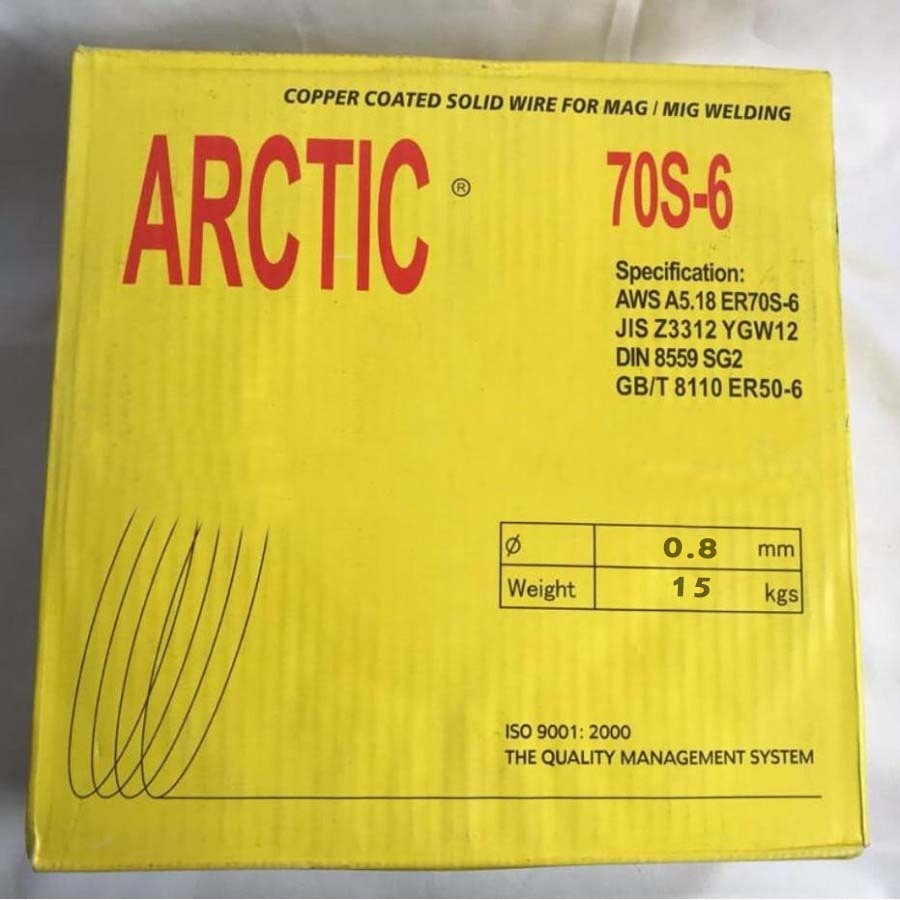 COPPER COATED SOLID WIRE FOR MAG / MIG WELDING
ARCTIC ®
70S-6
Specification:
AWS A5.18 ER70S-6
JIS Z3312 YGW12
DIN 8559 SG2
GB/T 8110 ER50-6
Ø 0.8 mm
Weight 15 kgs
ISO 9001: 2000
THE QUALITY MANAGEMENT SYSTEM